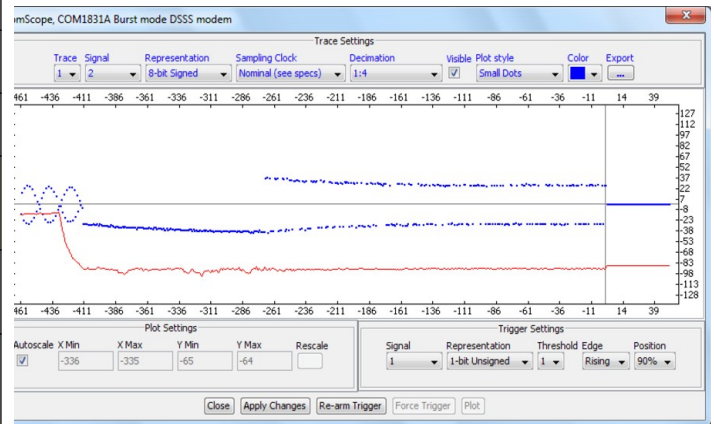 mScope, COM1831A Burst mode DSSS modem
Trace Settings
Trace Signal Representation Sampling Clock Decimation Visible Plot style Color Export
1 2 8-bit Signed Nominal (see specs) 1:4 Small Dots ...
461 -436 -411 -386 -361 -336 -311 -286 -261 -236 -211 -186 -161 -136 -111 -86 -61 -36 -11 14 39
127
112
97
82
67
52
37
22
7
-8
-23
-38
-53
-68
-83
-98
-113
-128
461 -436 -411 -386 -361 -336 -311 -286 -261 -236 -211 -186 -161 -136 -111 -86 -61 -36 -11 14 39
Plot Settings
Autoscale X Min X Max Y Min Y Max Rescale
-336 -335 -65 -64
Trigger Settings
Signal Representation Threshold Edge Position
1 1-bit Unsigned 1 Rising 90%
Close Apply Changes Re-arm Trigger Force Trigger Plot